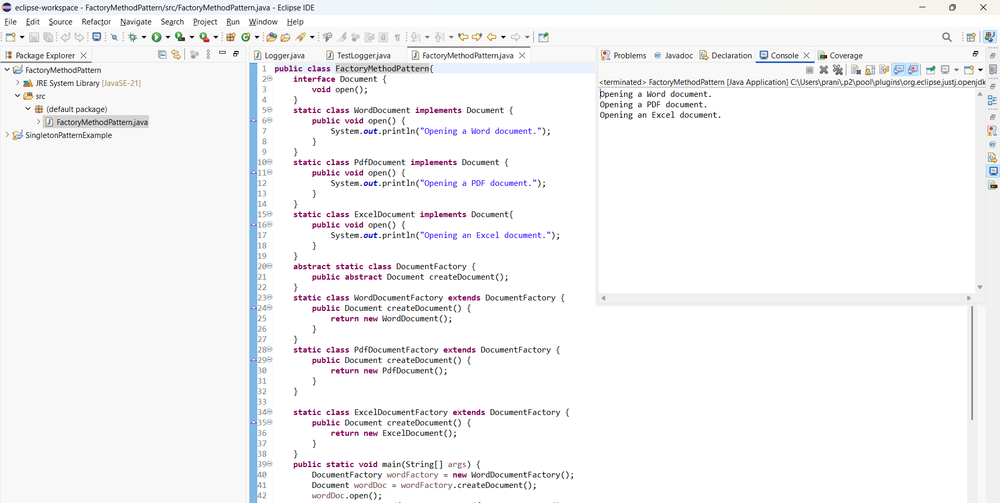 eclipse-workspace - FactoryMethodPattern/src/FactoryMethodPattern.java - Eclipse IDE
File Edit Source Refactor Navigate Search Project Run Window Help
Package Explorer
FactoryMethodPattern
JRE System Library [JavaSE-21]
src
(default package)
FactoryMethodPattern.java
SingletonPatternExample
Logger.java TestLogger.java FactoryMethodPattern.java
1 public class FactoryMethodPattern{
2 interface Document {
3 void open();
4 }
5 static class WordDocument implements Document {
6 public void open() {
7 System.out.println("Opening a Word document.");
8 }
9 }
10 static class PdfDocument implements Document {
11 public void open() {
12 System.out.println("Opening a PDF document.");
13 }
14 }
15 static class ExcelDocument implements Document{
16 public void open() {
17 System.out.println("Opening an Excel document.");
18 }
19 }
20 abstract static class DocumentFactory {
21 public abstract Document createDocument();
22 }
23 static class WordDocumentFactory extends DocumentFactory {
24 public Document createDocument() {
25 return new WordDocument();
26 }
27 }
28 static class PdfDocumentFactory extends DocumentFactory {
29 public Document createDocument() {
30 return new PdfDocument();
31 }
32 }
33
34 static class ExcelDocumentFactory extends DocumentFactory {
35 public Document createDocument() {
36 return new ExcelDocument();
37 }
38 }
39 public static void main(String[] args) {
40 DocumentFactory wordFactory = new WordDocumentFactory();
41 Document wordDoc = wordFactory.createDocument();
42 wordDoc.open();
Problems Javadoc Declaration Console Coverage
<terminated> FactoryMethodPattern [Java Application] C:\Users\prani\.p2\pool\plugins\org.eclipse.justj.openjdk
Opening a Word document.
Opening a PDF document.
Opening an Excel document.